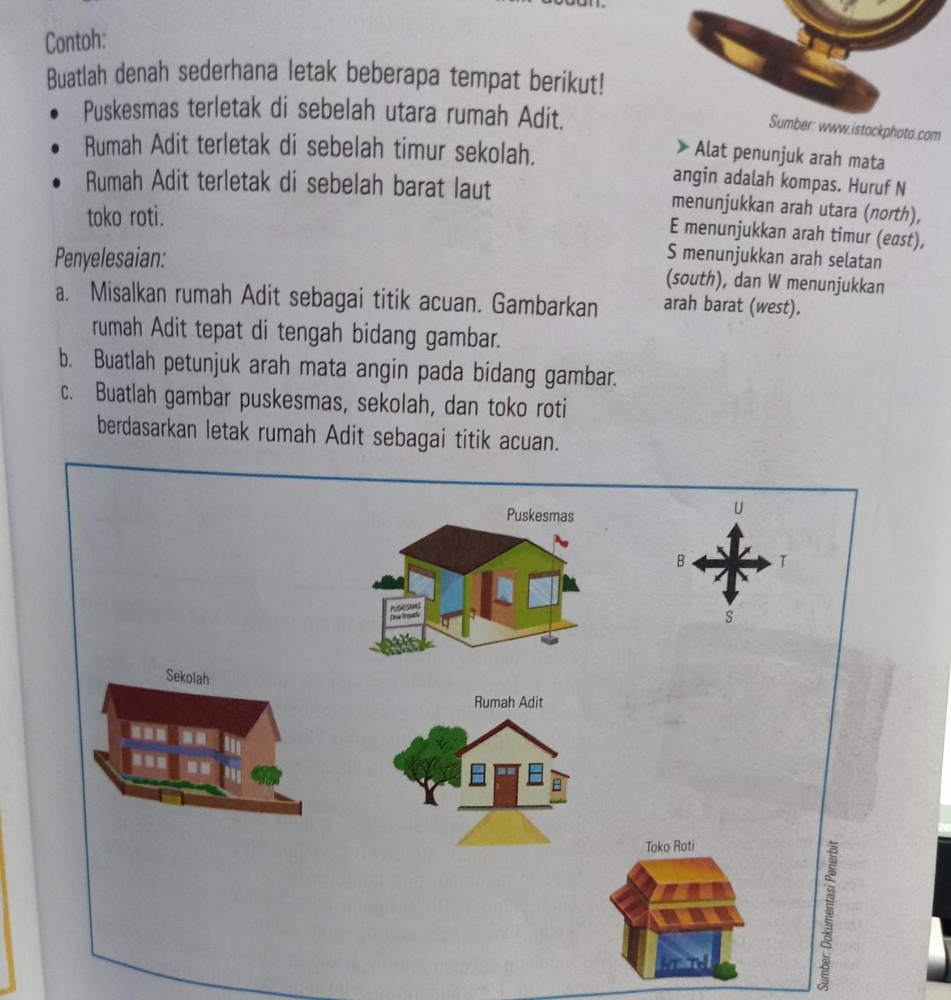 Contoh:
Buatlah denah sederhana letak beberapa tempat berikut!
• Puskesmas terletak di sebelah utara rumah Adit.
• Rumah Adit terletak di sebelah timur sekolah.
• Rumah Adit terletak di sebelah barat laut
toko roti.
Penyelesaian:
a. Misalkan rumah Adit sebagai titik acuan. Gambarkan
rumah Adit tepat di tengah bidang gambar.
b. Buatlah petunjuk arah mata angin pada bidang gambar.
c. Buatlah gambar puskesmas, sekolah, dan toko roti
berdasarkan letak rumah Adit sebagai titik acuan.
Sumber: www.istockphoto.com
➤ Alat penunjuk arah mata
angin adalah kompas. Huruf N
menunjukkan arah utara (north),
E menunjukkan arah timur (east),
S menunjukkan arah selatan
(south), dan W menunjukkan
arah barat (west).
Puskesmas
U
B
T
S
PUSKESMAS
Desa Terpadu
Sekolah
Rumah Adit
Toko Roti
Sumber: Dokumentasi Penerbit